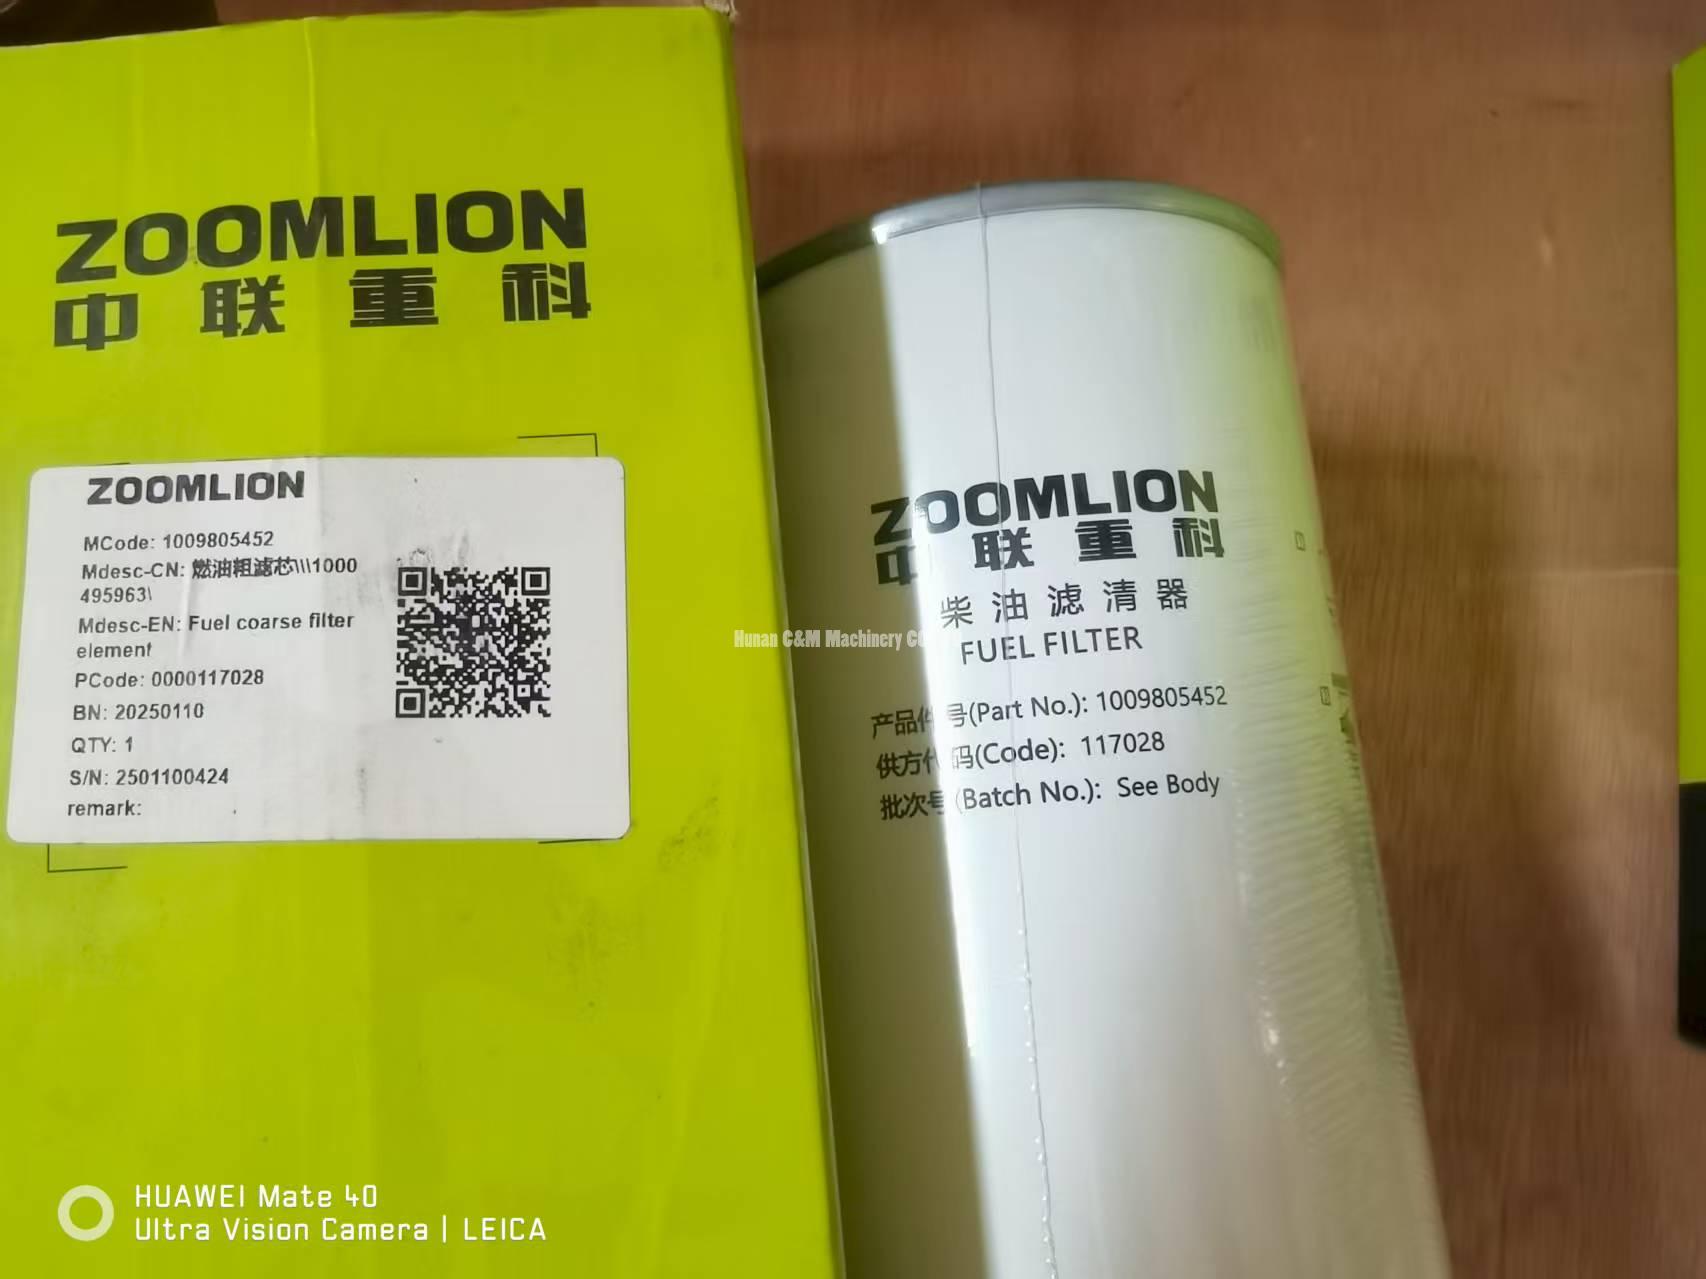 ZOOMLION
中联重科
ZOOMLION
MCode: 1009805452
Mdesc-CN: 燃油粗滤芯\\\1000
495963\
Mdesc-EN: Fuel coarse filter
element
PCode: 0000117028
BN: 20250110
QTY: 1
S/N: 2501100424
remark:
ZOOMLION
中联重科
柴油滤清器
FUEL FILTER
产品件号(Part No.): 1009805452
供方代码(Code): 117028
批次号(Batch No.): See Body
Hunan C&M Machinery
HUAWEI Mate 40
Ultra Vision Camera | LEICA